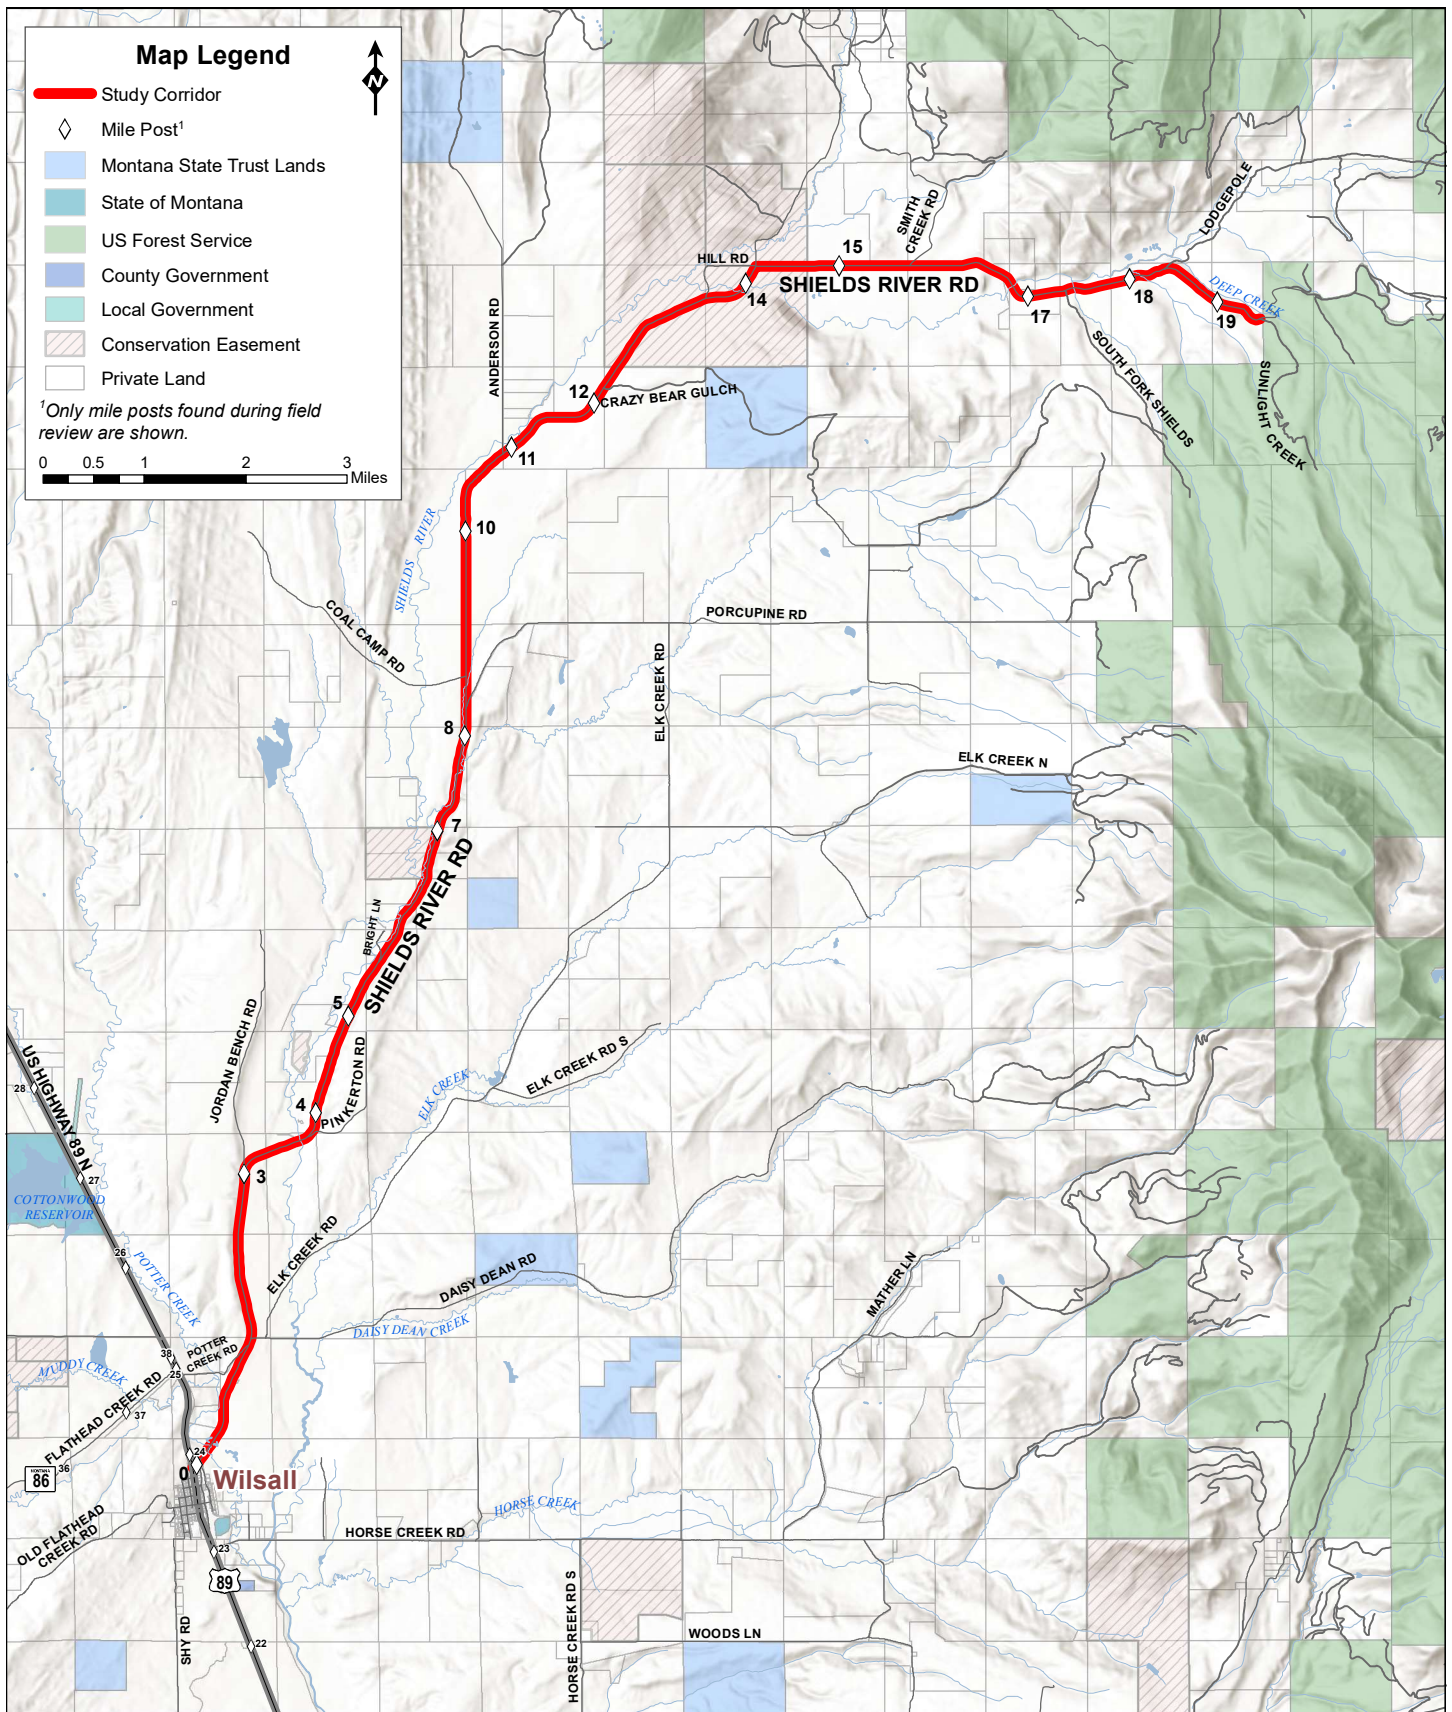 Map Legend
N
Study Corridor
Mile Post¹
Montana State Trust Lands
State of Montana
US Forest Service
County Government
Local Government
Conservation Easement
Private Land
¹Only mile posts found during field
review are shown.
0 0.5 1 2 3
Miles
LODGEPOLE
SMITH
CREEK RD
HILL RD
15
14
SHIELDS RIVER RD
17
18
DEEP CREEK
19
ANDERSON RD
SOUTH FORK SHIELDS
SUNLIGHT CREEK
12
CRAZY BEAR GULCH
11
10
SHIELDS RIVER
COAL CAMP RD
PORCUPINE RD
ELK CREEK RD
8
ELK CREEK N
7
SHIELDS RIVER RD
BRIGHT LN
5
JORDAN BENCH RD
PINKERTON RD
ELK CREEK RD S
ELK CREEK
4
US HIGHWAY 89 N
28
27
3
COTTONWOOD
RESERVOIR
26
POTTER CREEK
ELK CREEK RD
DAISY DEAN RD
MATHER LN
DAISY DEAN CREEK
POTTER
CREEK RD
38
25
MUDDY CREEK
FLATHEAD CREEK RD
37
36
MONTANA
86
24
0
Wilsall
OLD FLATHEAD
CREEK RD
HORSE CREEK
HORSE CREEK RD
23
89
HORSE CREEK RD S
SHY RD
22
WOODS LN